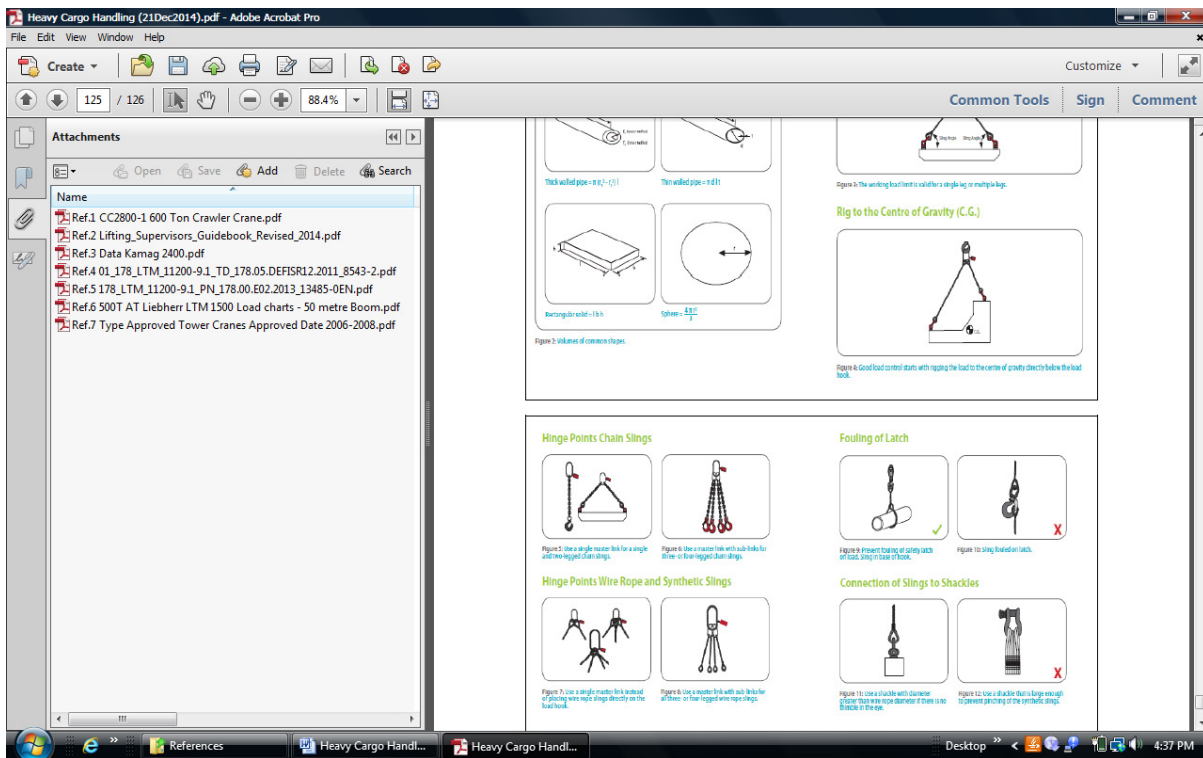 Heavy Cargo Handling (21Dec2014).pdf - Adobe Acrobat Pro
File Edit View Window Help
Create
Customize
125 / 126
88.4%
Common Tools Sign Comment
Attachments
Open Save Add Delete Search
Name
Ref.1 CC2800-1 600 Ton Crawler Crane.pdf
Ref.2 Lifting_Supervisors_Guidebook_Revised_2014.pdf
Ref.3 Data Kamag 2400.pdf
Ref.4 01_178_LTM_11200-9.1_TD_178.05.DEFISR12.2011_8543-2.pdf
Ref.5 178_LTM_11200-9.1_PN_178.00.E02.2013_13485-0EN.pdf
Ref.6 500T AT Liebherr LTM 1500 Load charts - 50 metre Boom.pdf
Ref.7 Type Approved Tower Cranes Approved Date 2006-2008.pdf
Thick walled pipe =
Thin walled pipe = π d l t
Rectangular solid = l b h
Sphere = 4 π r³
3
Figure 2: Volumes of common shapes.
Sling Angle Sling Angle
Figure 3: The working load limit is valid for a single leg or multiple legs.
Rig to the Centre of Gravity (C.G.)
C.G.
Figure 4: Good load control starts with rigging the load to the centre of gravity directly below the load
hook.
Hinge Points Chain Slings
Figure 5: Use a single master link for a single
and two-legged chain slings.
Figure 6: Use a master link with sub-links for
three- or four-legged chain slings.
Hinge Points Wire Rope and Synthetic Slings
Figure 7: Use a single master link instead
of placing wire rope slings directly on the
load hook.
Figure 8: Use a master link with sub links for
all three- or four-legged wire rope slings.
Fouling of Latch
Figure 9: Prevent fouling of safety latch
on load. Sling in base of hook.
Figure 10: Sling fouled on latch.
Connection of Slings to Shackles
Figure 11: Use a shackle with diameter
greater than wire rope diameter if there is no
thimble in the eye.
Figure 12: Use a shackle that is large enough
to prevent pinching of the synthetic slings.
References
Heavy Cargo Handl...
Heavy Cargo Handl...
Desktop
4:37 PM